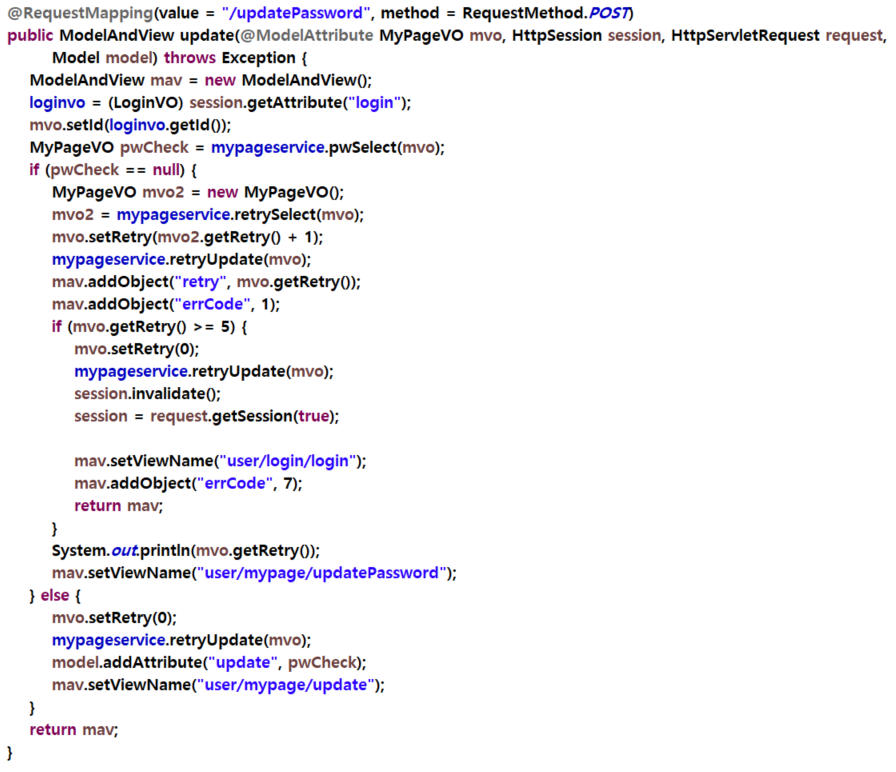 @RequestMapping(value = "/updatePassword", method = RequestMethod.POST)
public ModelAndView update(@ModelAttribute MyPageVO mvo, HttpSession session, HttpServletRequest request,
        Model model) throws Exception {
    ModelAndView mav = new ModelAndView();
    loginvo = (LoginVO) session.getAttribute("login");
    mvo.setId(loginvo.getId());
    MyPageVO pwCheck = mypageservice.pwSelect(mvo);
    if (pwCheck == null) {
        MyPageVO mvo2 = new MyPageVO();
        mvo2 = mypageservice.retrySelect(mvo);
        mvo.setRetry(mvo2.getRetry() + 1);
        mypageservice.retryUpdate(mvo);
        mav.addObject("retry", mvo.getRetry());
        mav.addObject("errCode", 1);
        if (mvo.getRetry() >= 5) {
            mvo.setRetry(0);
            mypageservice.retryUpdate(mvo);
            session.invalidate();
            session = request.getSession(true);

            mav.setViewName("user/login/login");
            mav.addObject("errCode", 7);
            return mav;
        }
        System.out.println(mvo.getRetry());
        mav.setViewName("user/mypage/updatePassword");
    } else {
        mvo.setRetry(0);
        mypageservice.retryUpdate(mvo);
        model.addAttribute("update", pwCheck);
        mav.setViewName("user/mypage/update");
    }
    return mav;
}